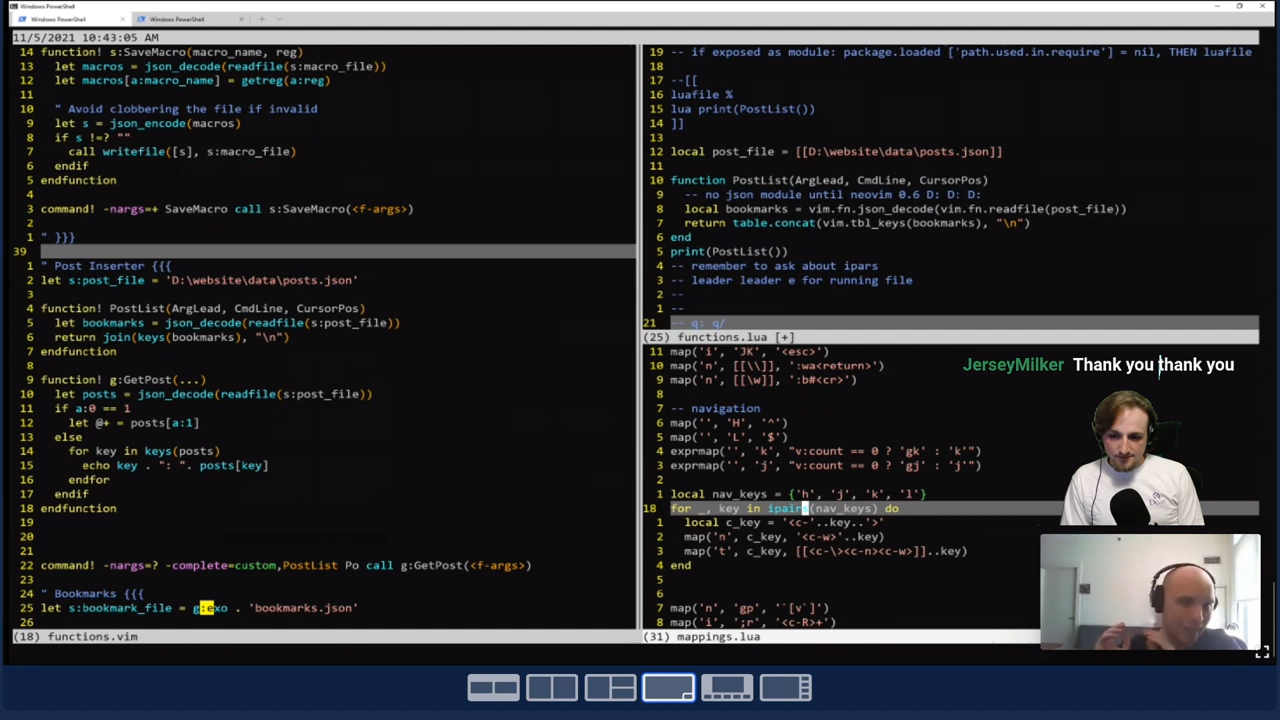 Windows PowerShell
Windows PowerShell
Windows PowerShell
11/5/2021 10:43:05 AM
14 function! s:SaveMacro(macro_name, reg)
13 let macros = json_decode(readfile(s:macro_file))
12 let macros[a:macro_name] = getreg(a:reg)
11
10 " Avoid clobbering the file if invalid
9 let s = json_encode(macros)
8 if s !=? ""
7 call writefile([s], s:macro_file)
6 endif
5 endfunction
4
3 command! -nargs=+ SaveMacro call s:SaveMacro(<f-args>)
2
1 " }}}
39
1 " Post Inserter {{{
2 let s:post_file = 'D:\website\data\posts.json'
3
4 function! PostList(ArgLead, CmdLine, CursorPos)
5 let bookmarks = json_decode(readfile(s:post_file))
6 return join(keys(bookmarks), "\n")
7 endfunction
8
9 function! g:GetPost(...)
10 let posts = json_decode(readfile(s:post_file))
11 if a:0 == 1
12 let @+ = posts[a:1]
13 else
14 for key in keys(posts)
15 echo key . ": ". posts[key]
16 endfor
17 endif
18 endfunction
19
20
21
22 command! -nargs=? -complete=custom,PostList Po call g:GetPost(<f-args>)
23
24 " Bookmarks {{{
25 let s:bookmark_file = g:exo . 'bookmarks.json'
26
(18) functions.vim
19 -- if exposed as module: package.loaded ['path.used.in.require'] = nil, THEN luafile
18
17 --[[
16 luafile %
15 lua print(PostList())
14 ]]
13
12 local post_file = [[D:\website\data\posts.json]]
11
10 function PostList(ArgLead, CmdLine, CursorPos)
9 -- no json module until neovim 0.6 D: D: D:
8 local bookmarks = vim.fn.json_decode(vim.fn.readfile(post_file))
7 return table.concat(vim.tbl_keys(bookmarks), "\n")
6 end
5 print(PostList())
4 -- remember to ask about ipars
3 -- leader leader e for running file
2 --
1 --
21 -- q: q/
(25) functions.lua [+]
11 map('i', 'JK', '<esc>')
10 map('n', [[\\]], ':wa<return>')
9 map('n', [[\w]], ':b#<cr>')
8
7 -- navigation
6 map('', 'H', '^')
5 map('', 'L', '$')
4 exprmap('', 'k', "v:count == 0 ? 'gk' : 'k'")
3 exprmap('', 'j', "v:count == 0 ? 'gj' : 'j'")
2
1 local nav_keys = {'h', 'j', 'k', 'l'}
18 for _, key in ipairs(nav_keys) do
1 local c_key = '<c-'..key..'>'
2 map('n', c_key, '<c-w>'..key)
3 map('t', c_key, [[<c-\><c-n><c-w>]]..key)
4 end
5
6
7 map('n', 'gp', '`[v`]')
8 map('i', ';r', '<c-R>+')
(31) mappings.lua
JerseyMilker Thank you thank you